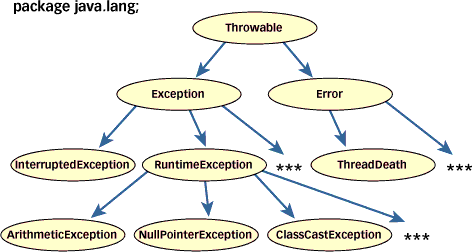 package java.lang;
Throwable
Exception
Error
InterruptedException
RuntimeException
***
ThreadDeath
***
ArithmeticException
NullPointerException
ClassCastException
***